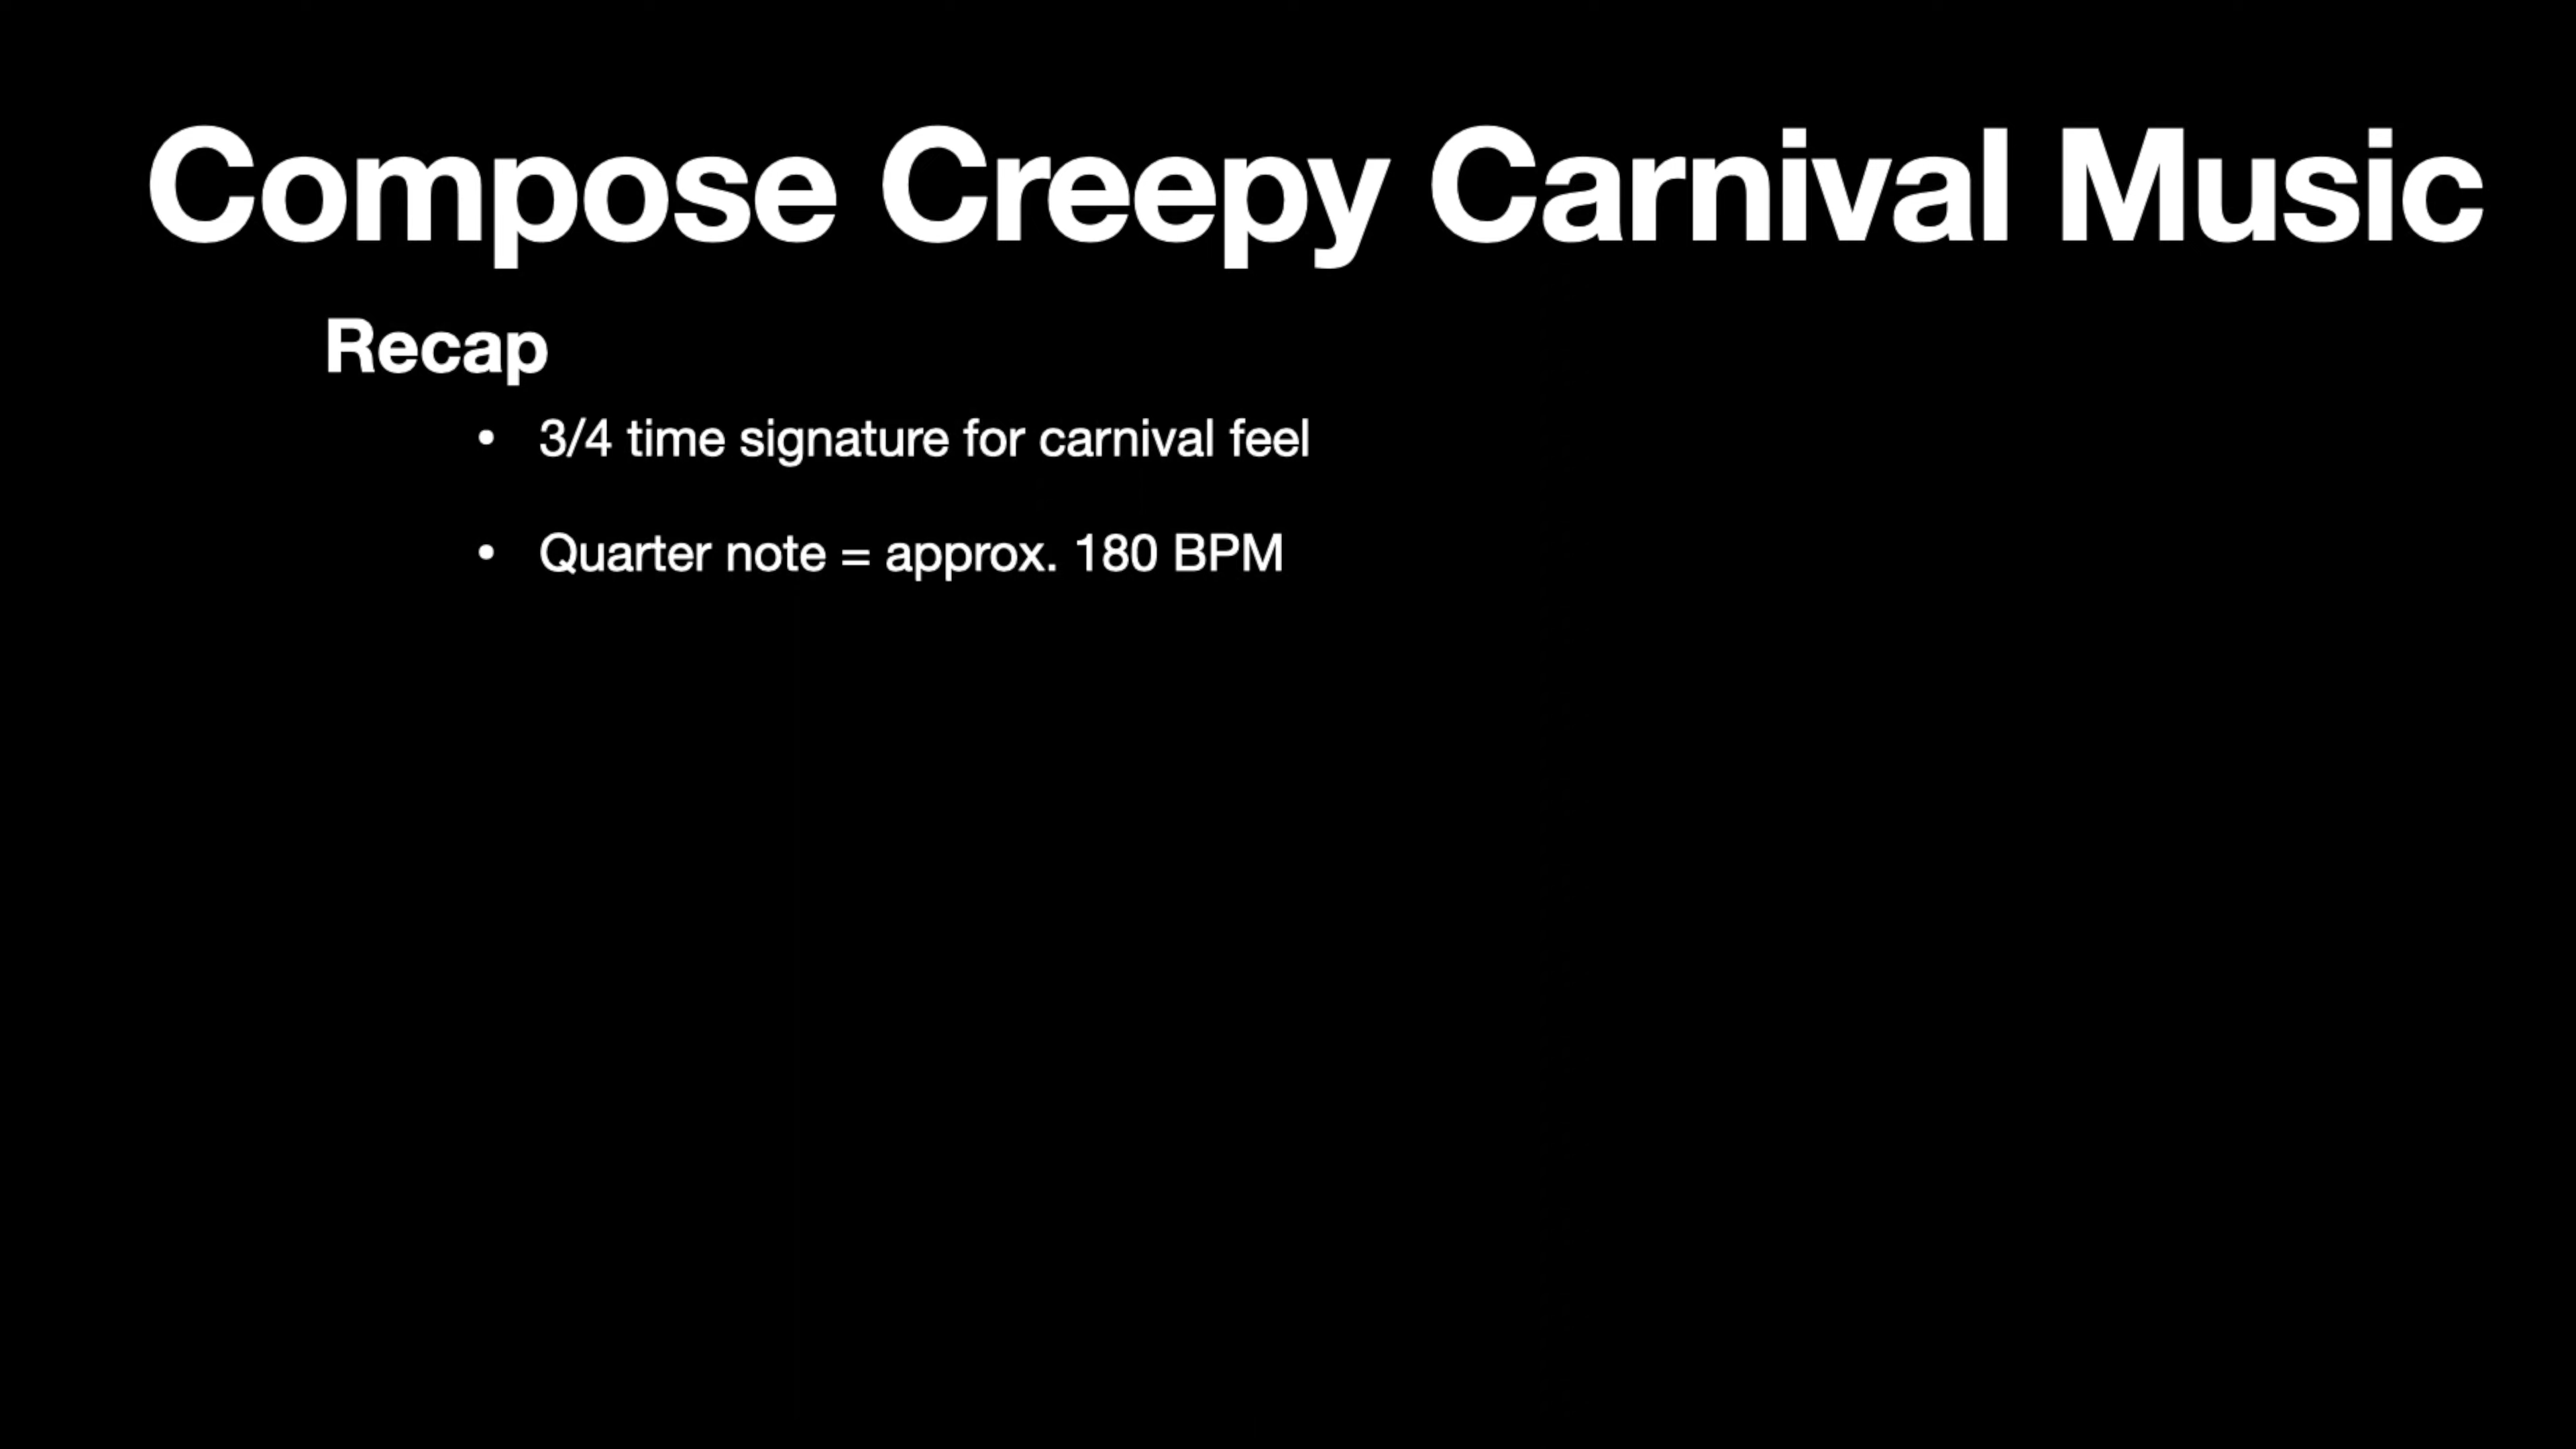 Compose Creepy Carnival Music
Recap
• 3/4 time signature for carnival feel
• Quarter note = approx. 180 BPM